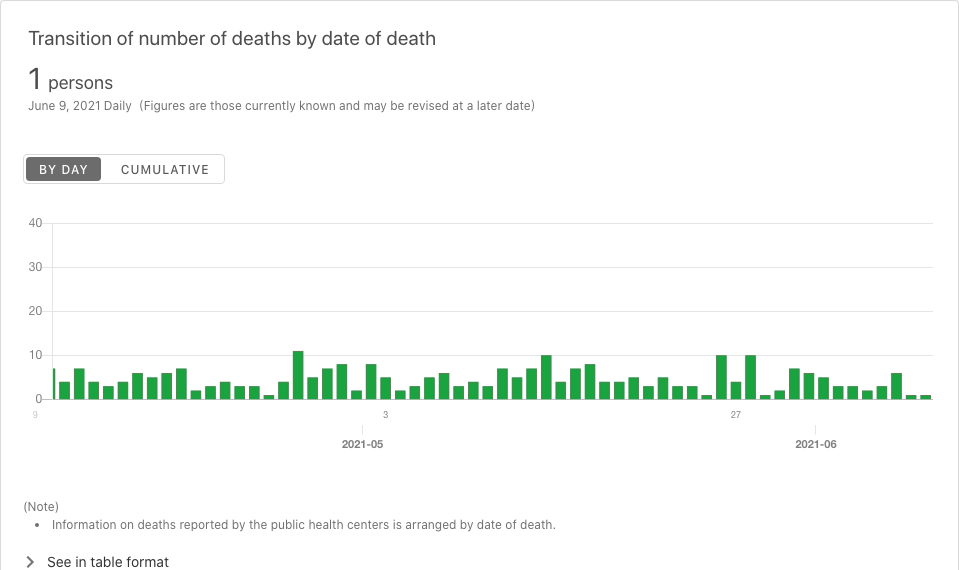 Transition of number of deaths by date of death
1 persons
June 9, 2021 Daily (Figures are those currently known and may be revised at a later date)
BY DAY CUMULATIVE
40
30
20
10
0
9 3 27
2021-05 2021-06
(Note)
• Information on deaths reported by the public health centers is arranged by date of death.
See in table format